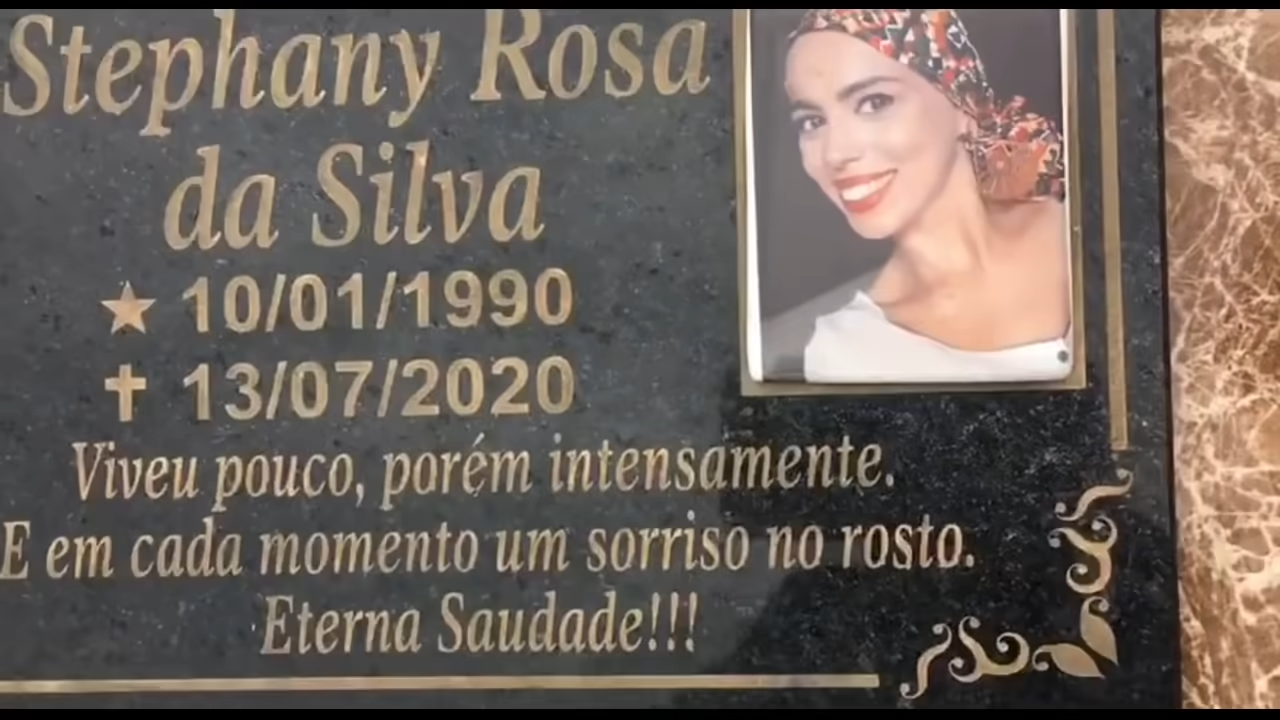 Stephany Rosa
da Silva
★ 10/01/1990
✝ 13/07/2020
Viveu pouco, porém intensamente.
E em cada momento um sorriso no rosto.
Eterna Saudade!!!